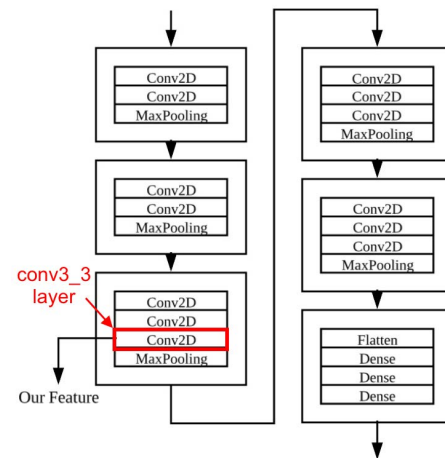 Conv2D
Conv2D
MaxPooling
Conv2D
Conv2D
MaxPooling
conv3_3
layer
Conv2D
Conv2D
Conv2D
MaxPooling
Our Feature
Conv2D
Conv2D
Conv2D
MaxPooling
Conv2D
Conv2D
Conv2D
MaxPooling
Flatten
Dense
Dense
Dense